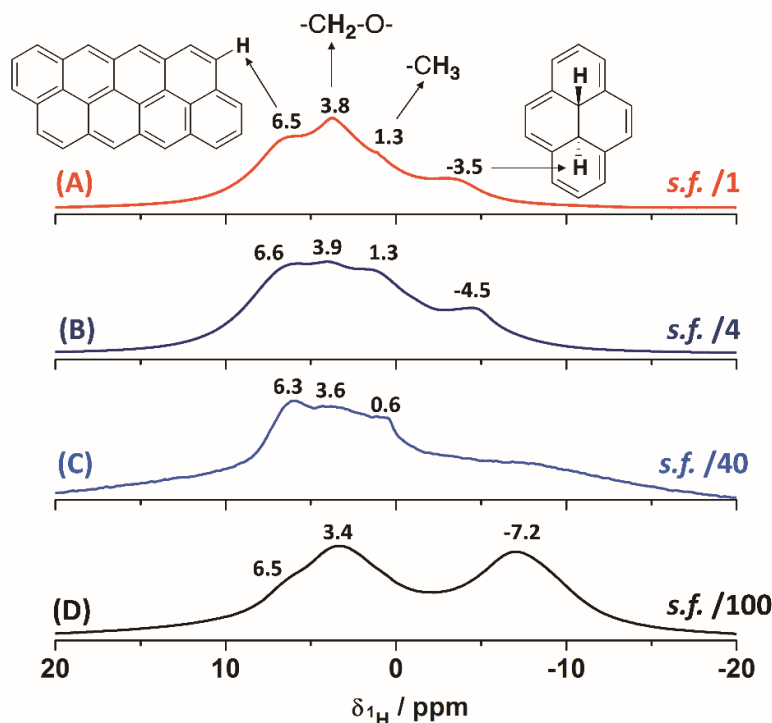 -CH₂-O-
H
-CH₃
6.5
3.8
1.3
-3.5
H
H
(A)
s.f. /1
6.6
3.9
1.3
-4.5
(B)
s.f. /4
6.3
3.6
0.6
(C)
s.f. /40
6.5
3.4
-7.2
(D)
s.f. /100
20
10
0
-10
-20
δ₁H / ppm